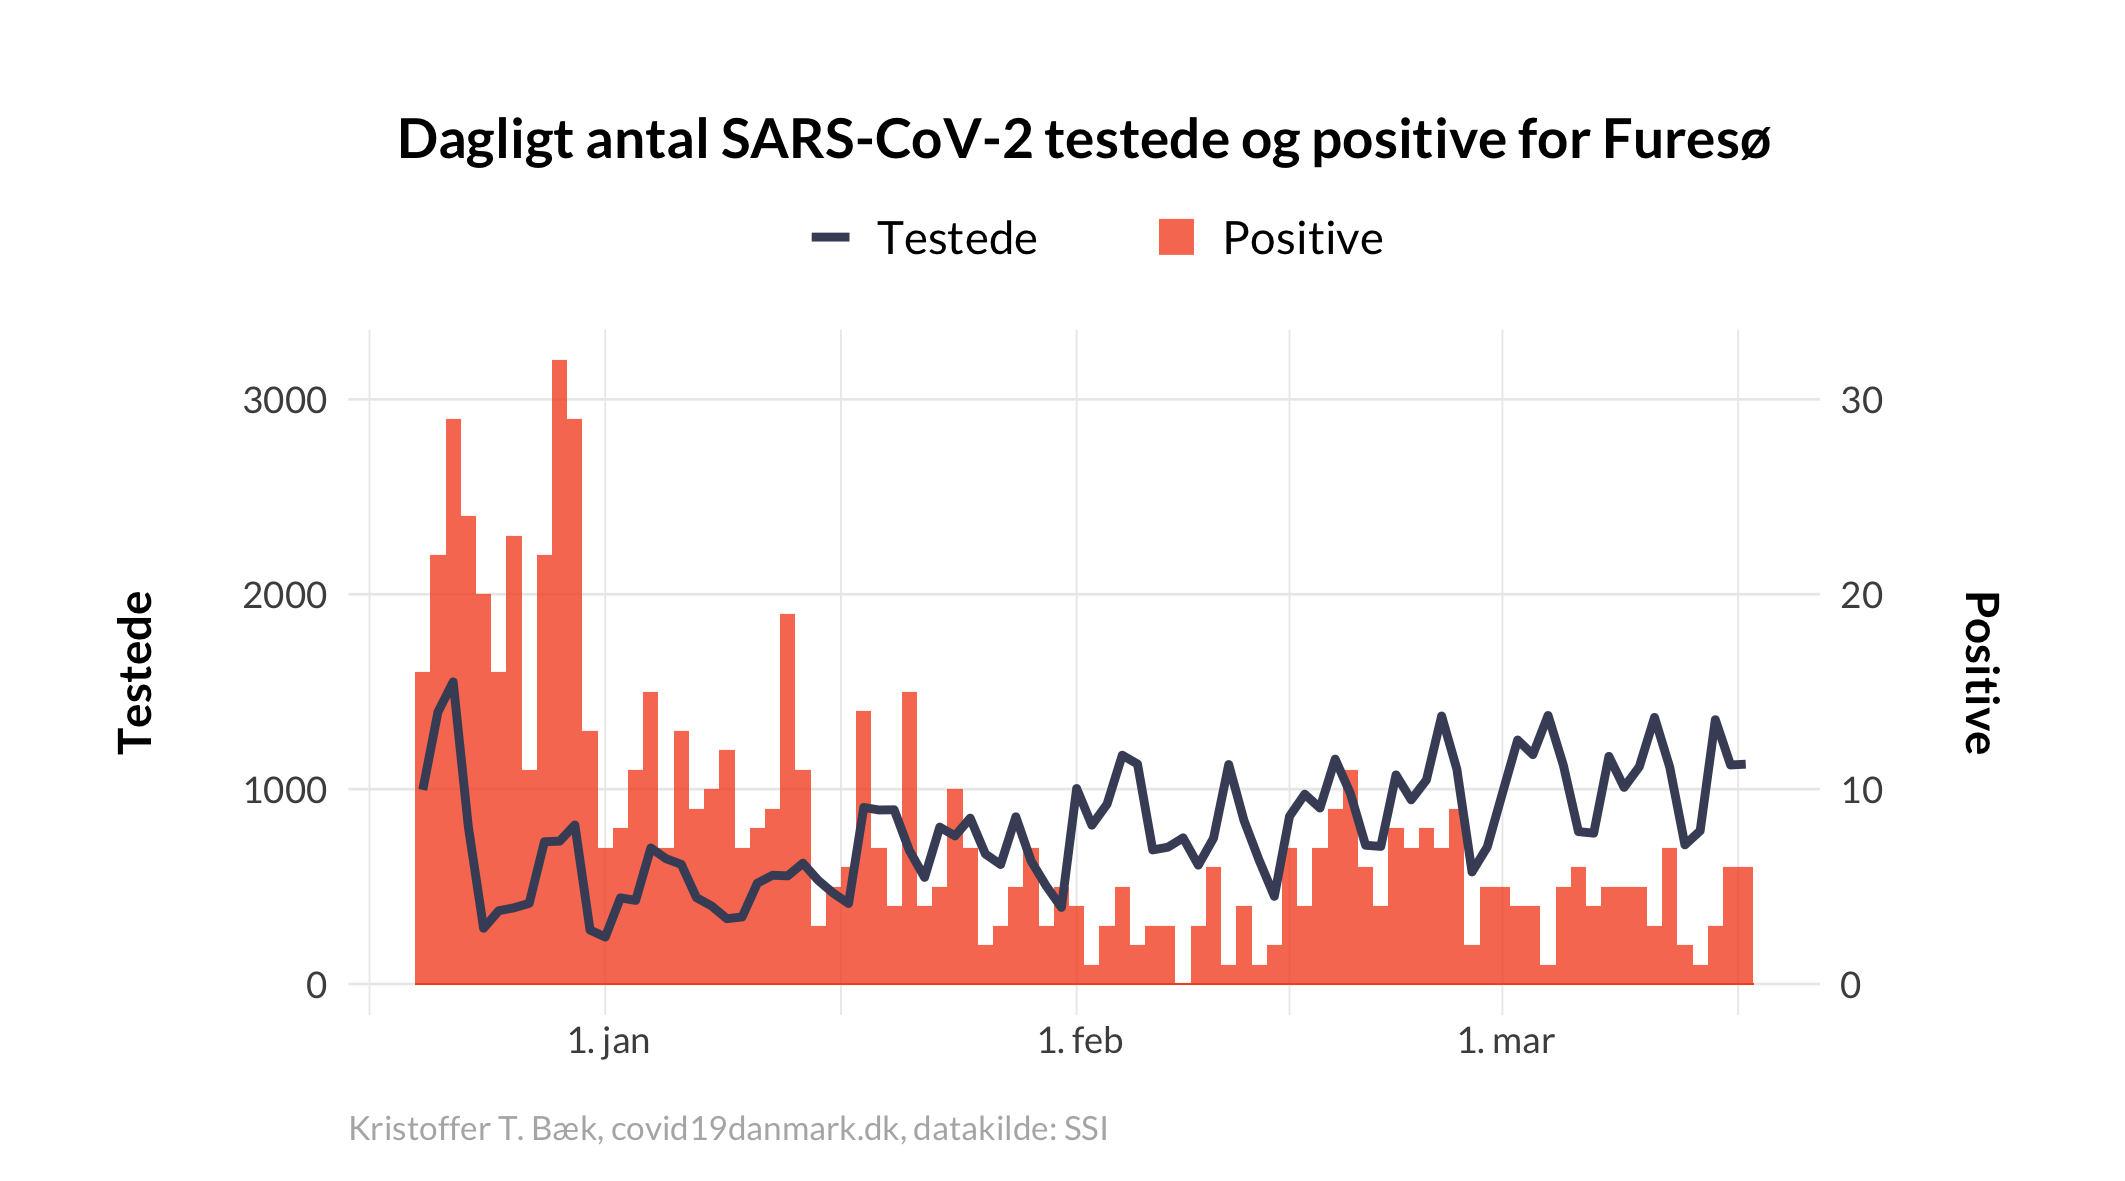 Dagligt antal SARS-CoV-2 testede og positive for Furesø
Testede
Positive
3000
2000
1000
0
Testede
30
20
10
0
Positive
1. jan
1. feb
1. mar
Kristoffer T. Bæk, covid19danmark.dk, datakilde: SSI